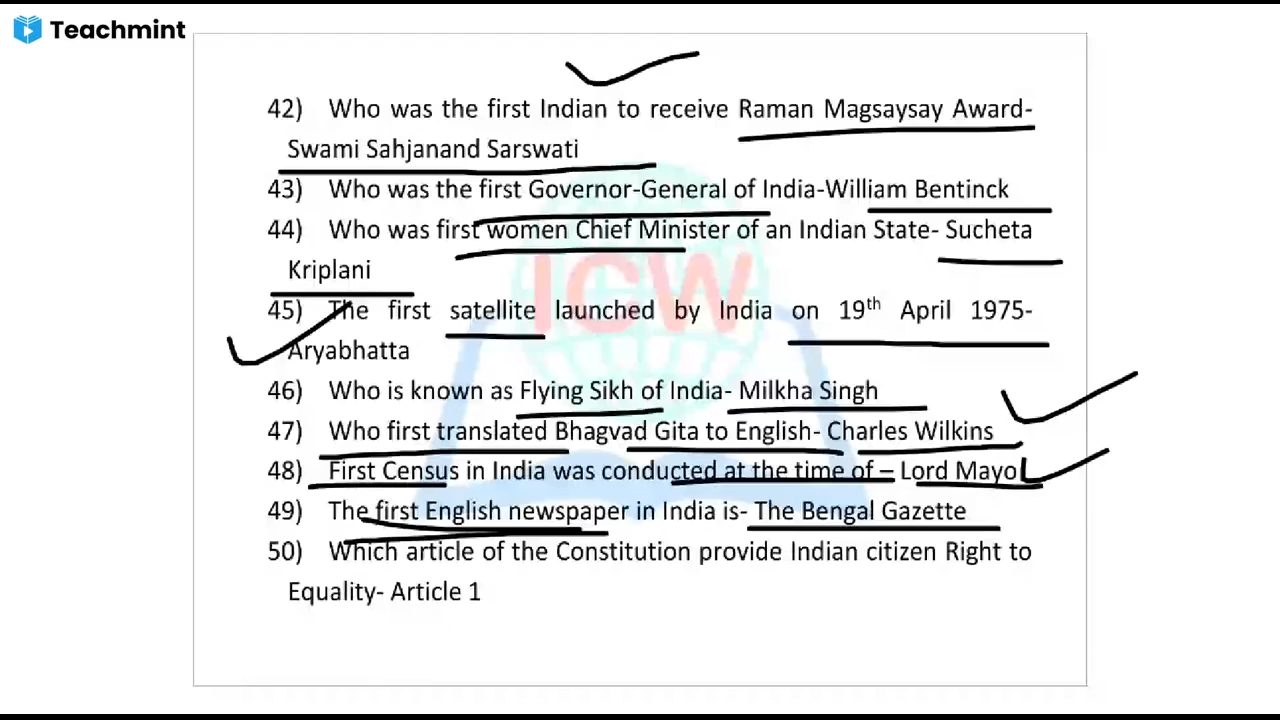 Teachmint
42) Who was the first Indian to receive Raman Magsaysay Award-
Swami Sahjanand Sarswati
43) Who was the first Governor-General of India-William Bentinck
44) Who was first women Chief Minister of an Indian State- Sucheta
Kriplani
45) The first satellite launched by India on 19th April 1975-
Aryabhatta
46) Who is known as Flying Sikh of India- Milkha Singh
47) Who first translated Bhagvad Gita to English- Charles Wilkins
48) First Census in India was conducted at the time of – Lord Mayo
49) The first English newspaper in India is- The Bengal Gazette
50) Which article of the Constitution provide Indian citizen Right to
Equality- Article 1
ICW